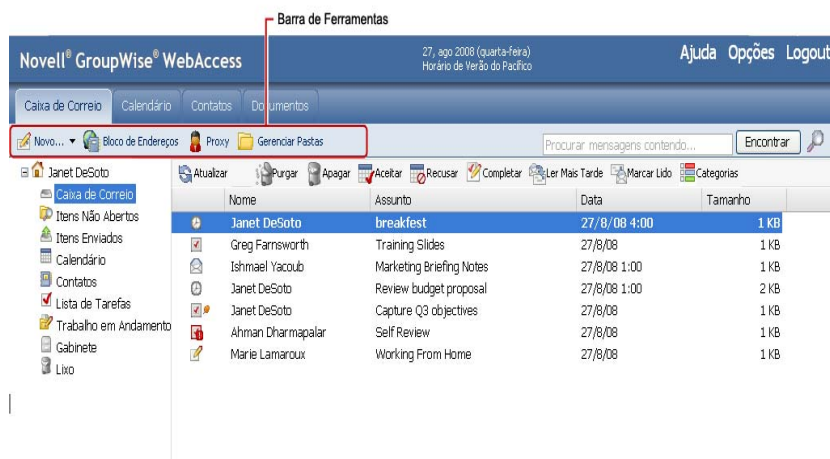 Barra de Ferramentas
Novell® GroupWise® WebAccess
27, ago 2008 (quarta-feira)
Horário de Verão do Pacífico
Ajuda Opções Logout
Caixa de Correio Calendário Contatos Documentos
Novo... Bloco de Endereços Proxy Gerenciar Pastas
Procurar mensagens contendo... Encontrar
Janet DeSoto
Caixa de Correio
Itens Não Abertos
Itens Enviados
Calendário
Contatos
Lista de Tarefas
Trabalho em Andamento
Gabinete
Lixo
Atualizar Purgar Apagar Aceitar Recusar Completar Ler Mais Tarde Marcar Lido Categorias
Nome Assunto Data Tamanho
Janet DeSoto breakfest 27/8/08 4:00 1 KB
Greg Farnsworth Training Slides 27/8/08 1 KB
Ishmael Yacoub Marketing Briefing Notes 27/8/08 1:00 1 KB
Janet DeSoto Review budget proposal 27/8/08 1:00 2 KB
Janet DeSoto Capture Q3 objectives 27/8/08 1 KB
Ahman Dharmapalar Self Review 27/8/08 1 KB
Marie Lamaroux Working From Home 27/8/08 1 KB